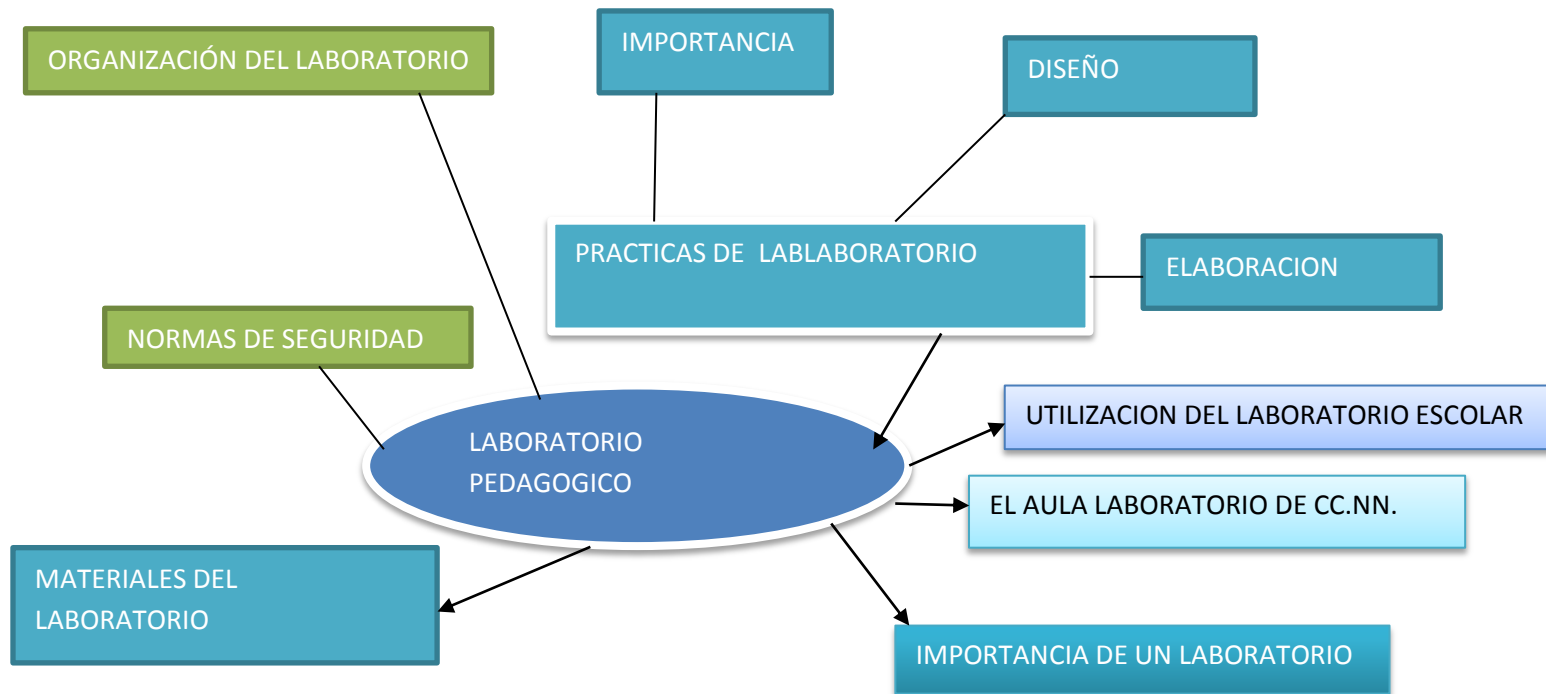 ORGANIZACIÓN DEL LABORATORIO
IMPORTANCIA
DISEÑO
PRACTICAS DE LABLABORATORIO
ELABORACION
NORMAS DE SEGURIDAD
UTILIZACION DEL LABORATORIO ESCOLAR
LABORATORIO
PEDAGOGICO
EL AULA LABORATORIO DE CC.NN.
MATERIALES DEL
LABORATORIO
IMPORTANCIA DE UN LABORATORIO